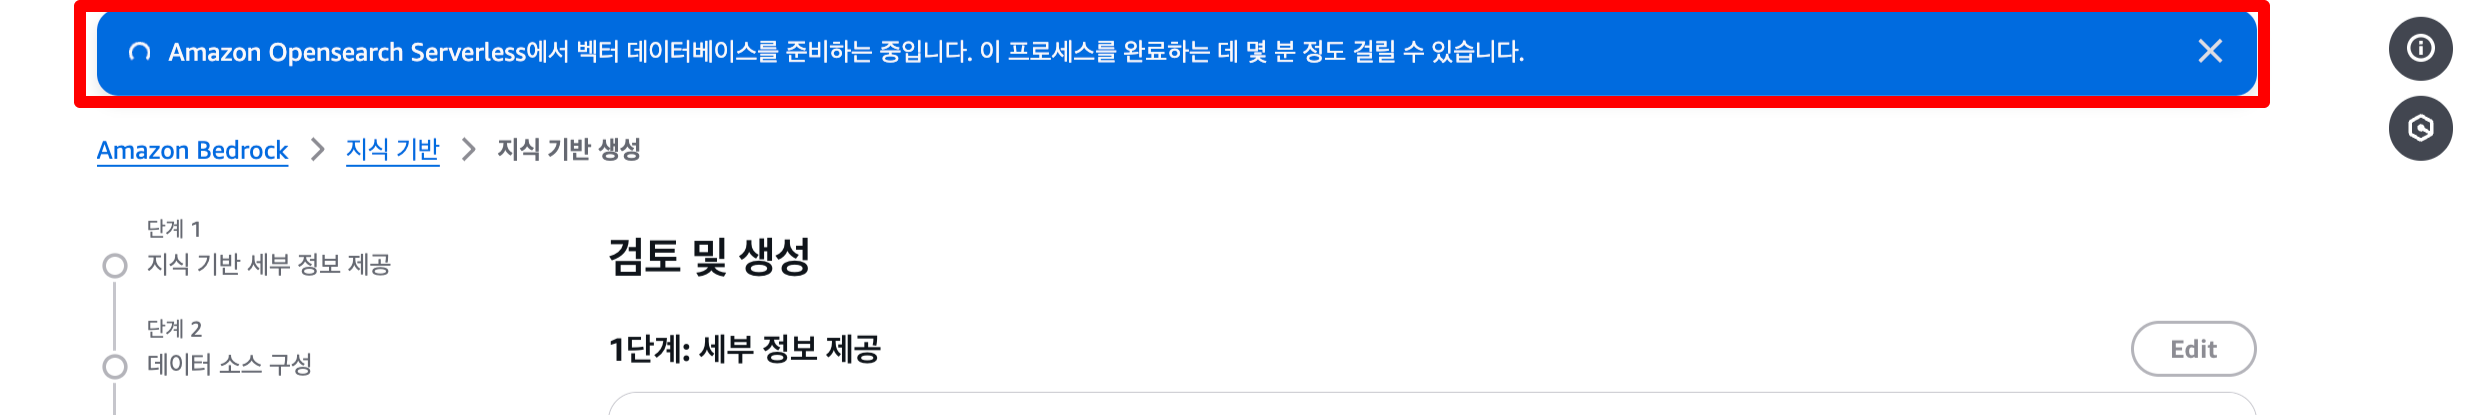 Amazon Opensearch Serverless에서 벡터 데이터베이스를 준비하는 중입니다. 이 프로세스를 완료하는 데 몇 분 정도 걸릴 수 있습니다.
Amazon Bedrock > 지식 기반 > 지식 기반 생성
단계 1
지식 기반 세부 정보 제공
단계 2
데이터 소스 구성
검토 및 생성
1단계: 세부 정보 제공
Edit